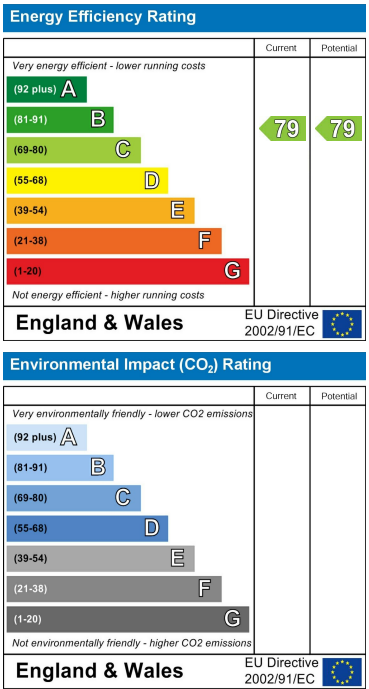 Energy Efficiency Rating
Current Potential
Very energy efficient - lower running costs
(92 plus) A
(81-91) B
(69-80) C
(55-68) D
(39-54) E
(21-38) F
(1-20) G
79 79
Not energy efficient - higher running costs
England & Wales
EU Directive
2002/91/EC
Environmental Impact (CO₂) Rating
Current Potential
Very environmentally friendly - lower CO2 emissions
(92 plus) A
(81-91) B
(69-80) C
(55-68) D
(39-54) E
(21-38) F
(1-20) G
Not environmentally friendly - higher CO2 emissions
England & Wales
EU Directive
2002/91/EC